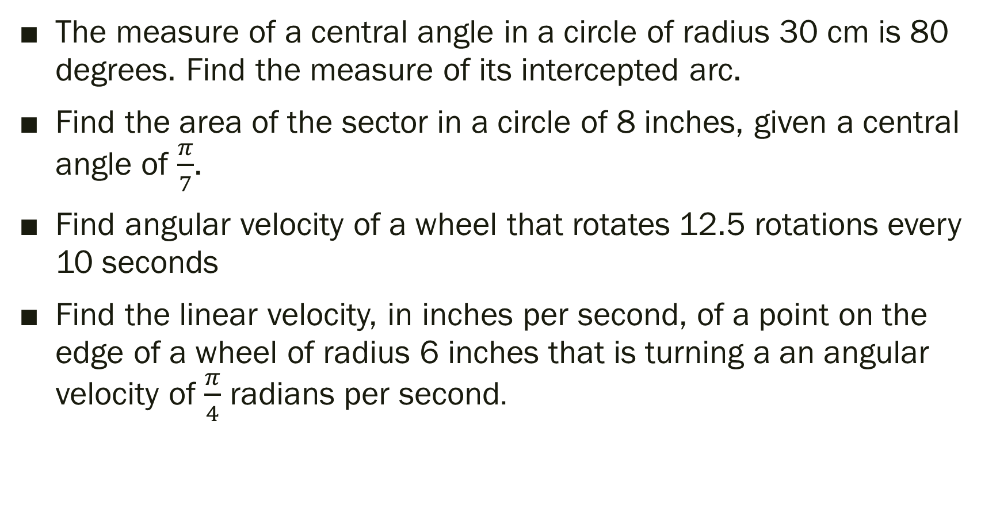 ■ The measure of a central angle in a circle of radius 30 cm is 80
degrees. Find the measure of its intercepted arc.
■ Find the area of the sector in a circle of 8 inches, given a central
angle of \frac{π}{7}.
■ Find angular velocity of a wheel that rotates 12.5 rotations every
10 seconds
■ Find the linear velocity, in inches per second, of a point on the
edge of a wheel of radius 6 inches that is turning a an angular
velocity of \frac{π}{4} radians per second.